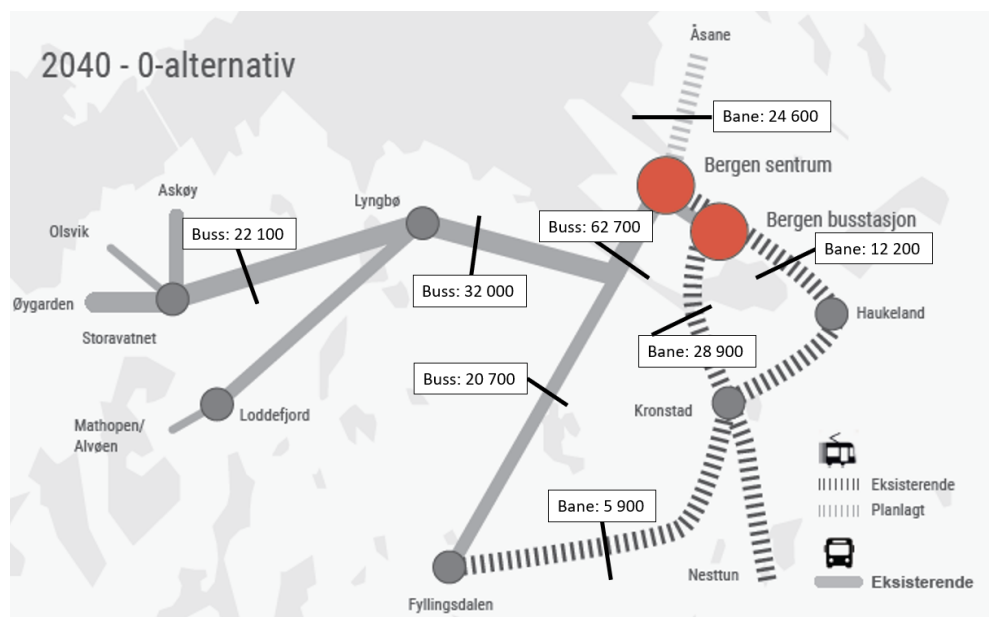 Åsane
2040 - 0-alternativ
Bane: 24 600
Bergen sentrum
Askøy
Lyngbø
Olsvik
Buss: 22 100
Buss: 62 700
Bergen busstasjon
Bane: 12 200
Buss: 32 000
Øygarden
Haukeland
Storavatnet
Bane: 28 900
Buss: 20 700
Kronstad
Loddefjord
Mathopen/
Alvøen
Eksisterende
Bane: 5 900
Planlagt
Nesttun
Eksisterende
Fyllingsdalen